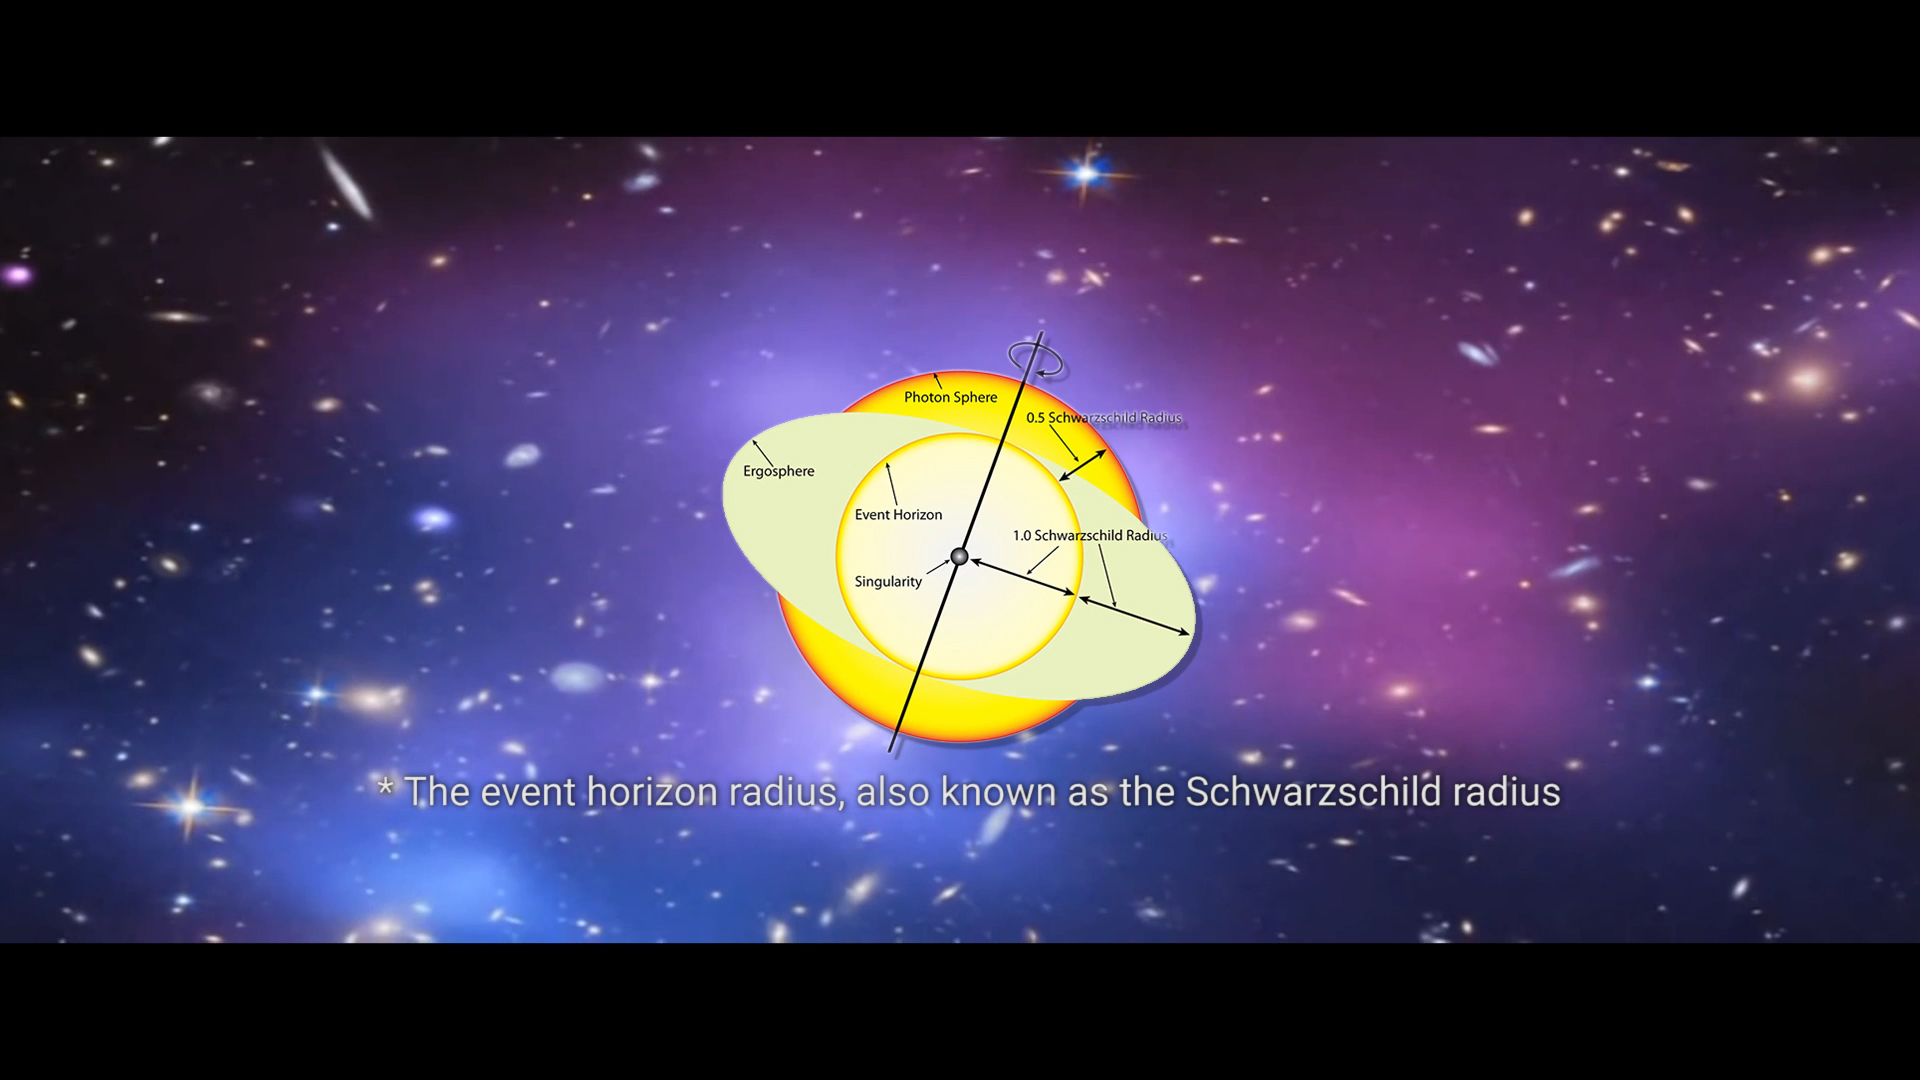 Photon Sphere
0.5 Schwarzschild Radius
Ergosphere
Event Horizon
1.0 Schwarzschild Radius
Singularity
* The event horizon radius, also known as the Schwarzschild radius